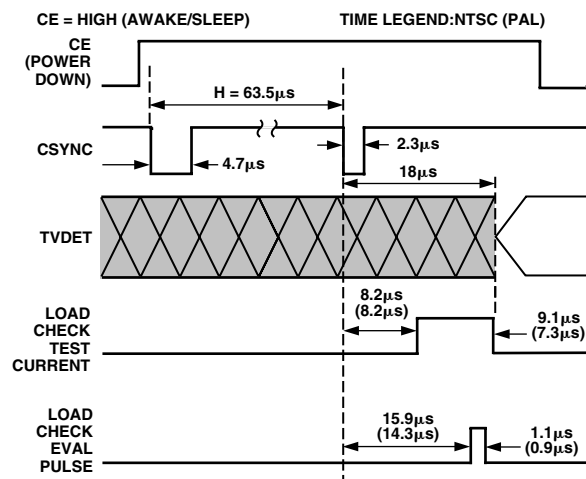 CE = HIGH (AWAKE/SLEEP)
TIME LEGEND:NTSC (PAL)
CE
(POWER
DOWN)
H = 63.5µs
CSYNC
2.3µs
4.7µs
18µs
TVDET
8.2µs
(8.2µs)
LOAD
CHECK
TEST
CURRENT
9.1µs
(7.3µs)
15.9µs
(14.3µs)
LOAD
CHECK
EVAL
PULSE
1.1µs
(0.9µs)